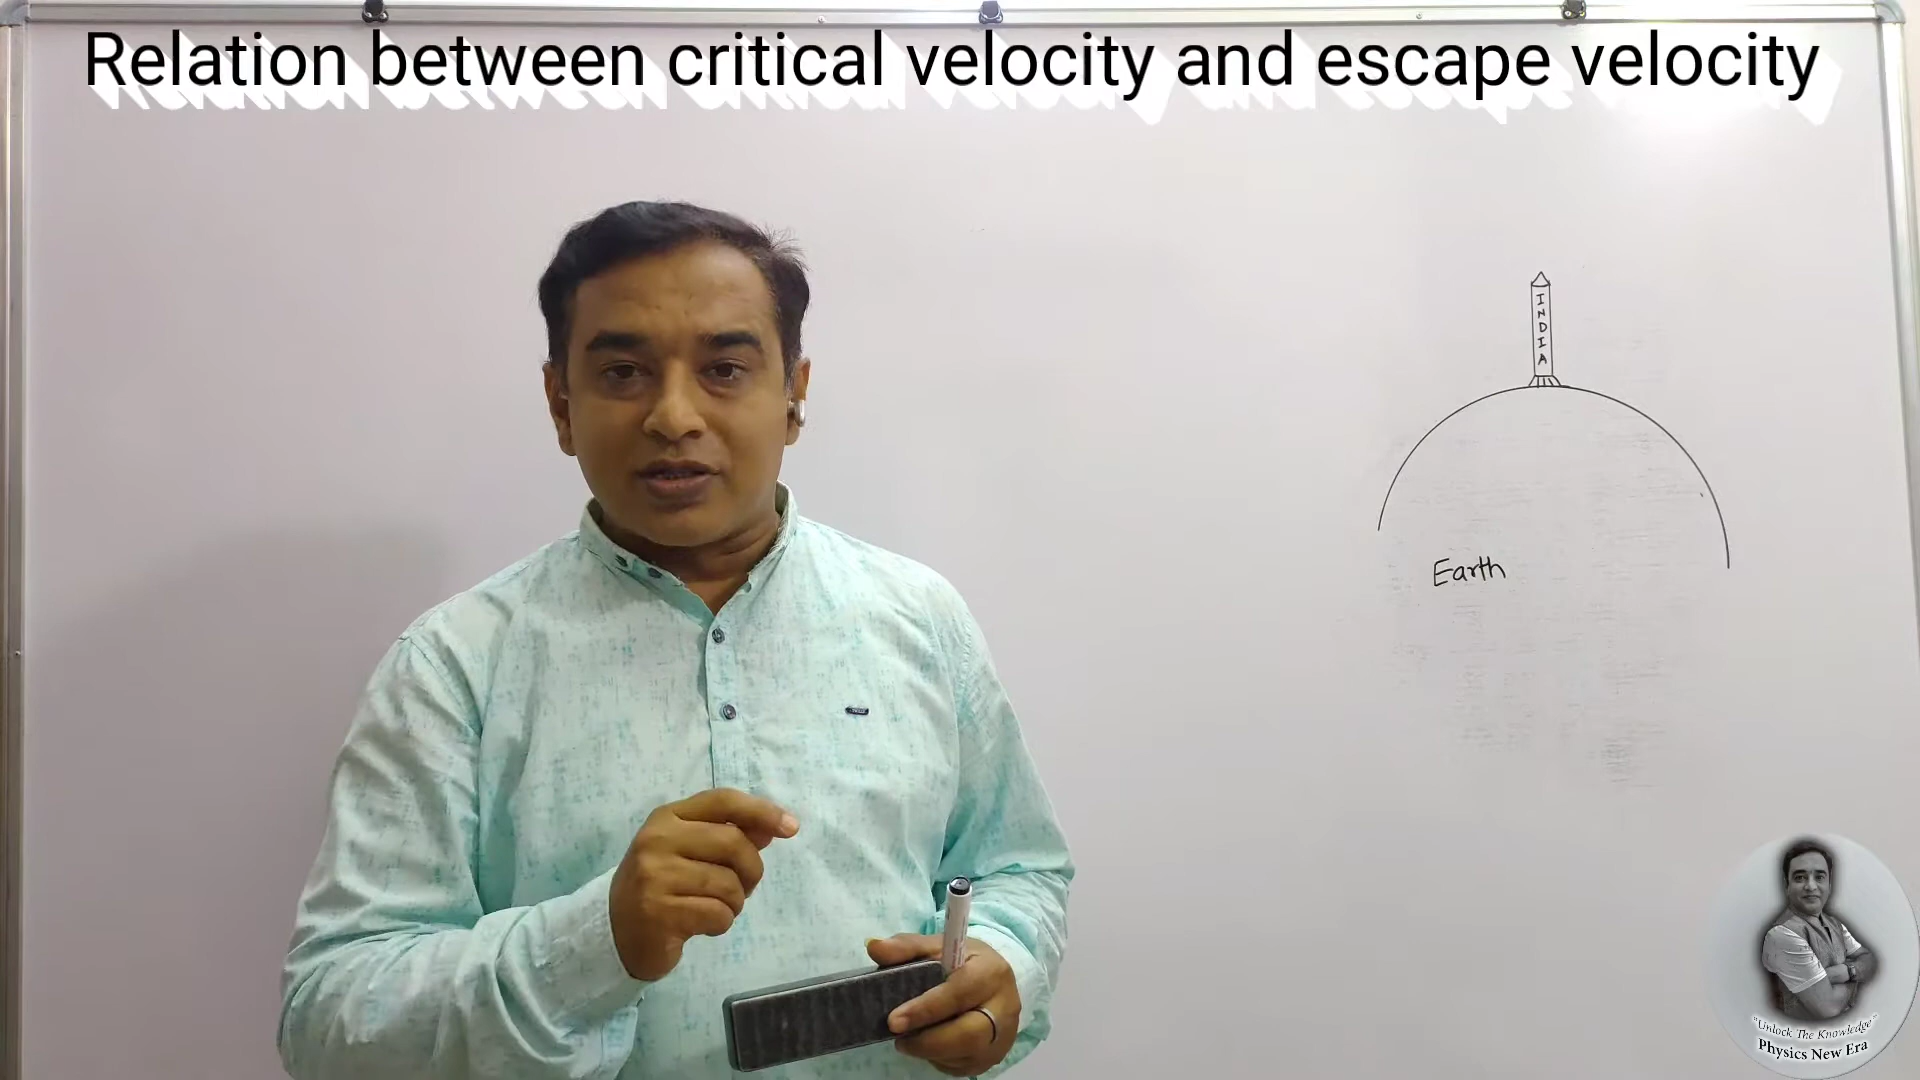 Relation between critical velocity and escape velocity
INDIA
Earth
"Unlock The Knowledge"
Physics New Era